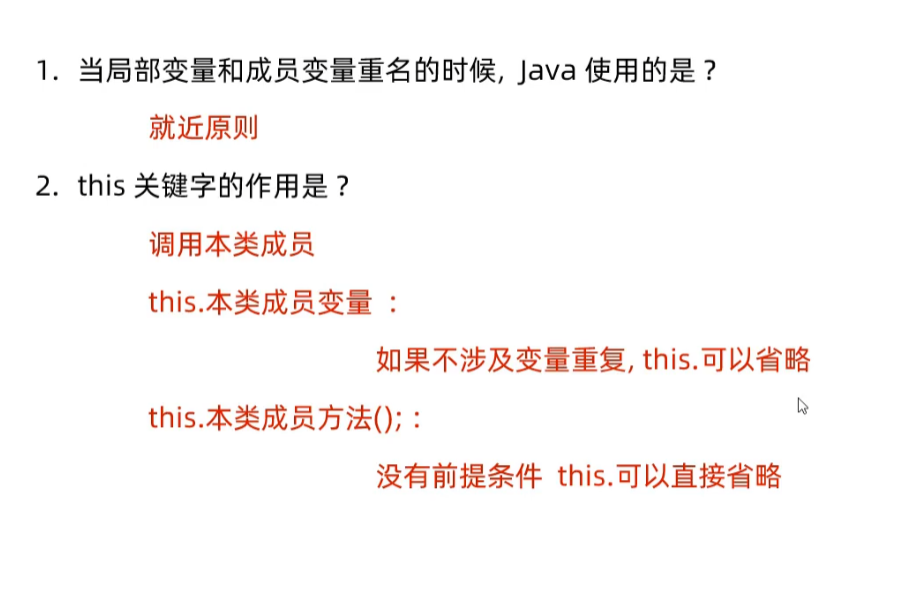 1. 当局部变量和成员变量重名的时候, Java 使用的是？
就近原则
2. this 关键字的作用是？
调用本类成员
this.本类成员变量 ：
如果不涉及变量重复, this.可以省略
this.本类成员方法(); :
没有前提条件 this.可以直接省略